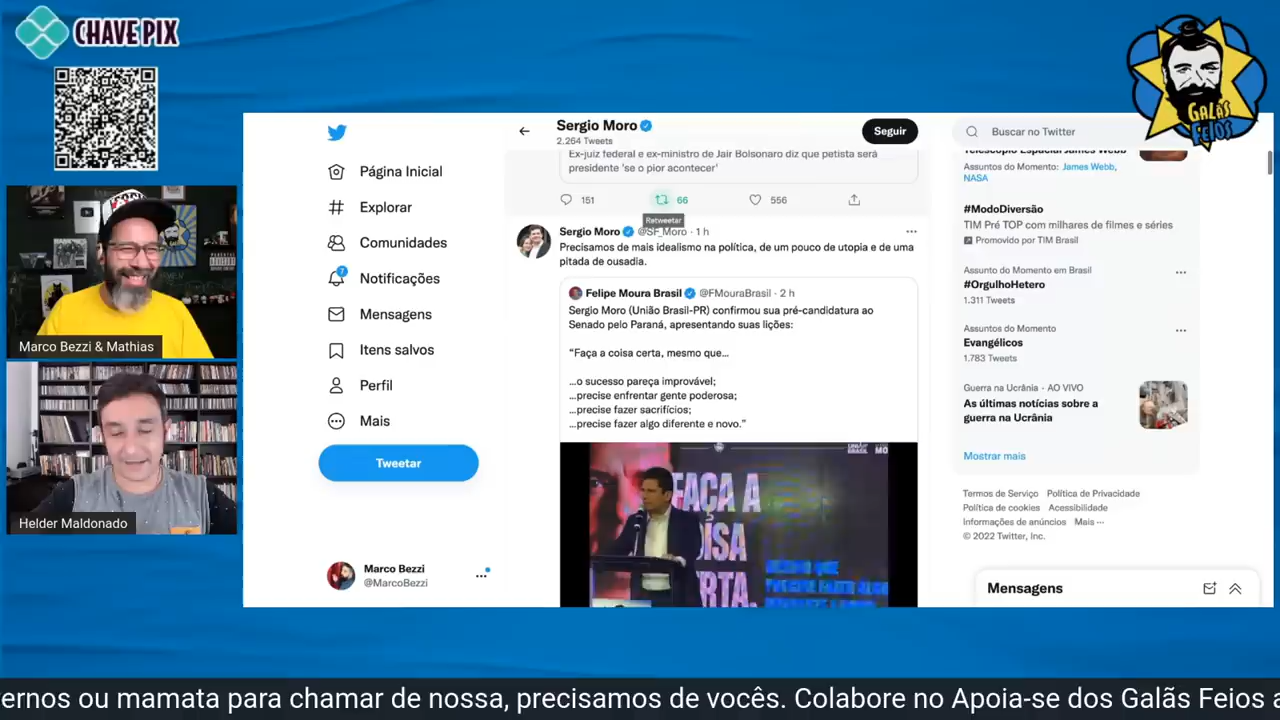 CHAVE PIX
GALÃS
FEIOS
Marco Bezzi & Mathias
Helder Maldonado
Página Inicial
Explorar
Comunidades
7
Notificações
Mensagens
Itens salvos
Perfil
Mais
Tweetar
Marco Bezzi
@MarcoBezzi
Sergio Moro
2.264 Tweets
Seguir
Ex-juiz federal e ex-ministro de Jair Bolsonaro diz que petista será
presidente 'se o pior acontecer'
151
66
556
Retweetar
Sergio Moro @SF_Moro · 1 h
Precisamos de mais idealismo na política, de um pouco de utopia e de uma
pitada de ousadia.
Felipe Moura Brasil @FMouraBrasil · 2 h
Sergio Moro (União Brasil-PR) confirmou sua pré-candidatura ao
Senado pelo Paraná, apresentando suas lições:
“Faça a coisa certa, mesmo que...
...o sucesso pareça improvável;
...precise enfrentar gente poderosa;
...precise fazer sacrifícios;
...precise fazer algo diferente e novo.”
BRASIL
MO
FAÇA A
OISA
RTA,
Buscar no Twitter
Telescópio Espacial James Webb
Assuntos do Momento: James Webb,
NASA
#ModoDiversão
TIM Pré TOP com milhares de filmes e séries
Promovido por TIM Brasil
Assunto do Momento em Brasil
#OrgulhoHetero
1.311 Tweets
Assuntos do Momento
Evangélicos
1.783 Tweets
Guerra na Ucrânia · AO VIVO
As últimas notícias sobre a
guerra na Ucrânia
Mostrar mais
Termos de Serviço Política de Privacidade
Política de cookies Acessibilidade
Informações de anúncios Mais ···
© 2022 Twitter, Inc.
Mensagens
vernos ou mamata para chamar de nossa, precisamos de vocês. Colabore no Apoia-se dos Galãs Feios a